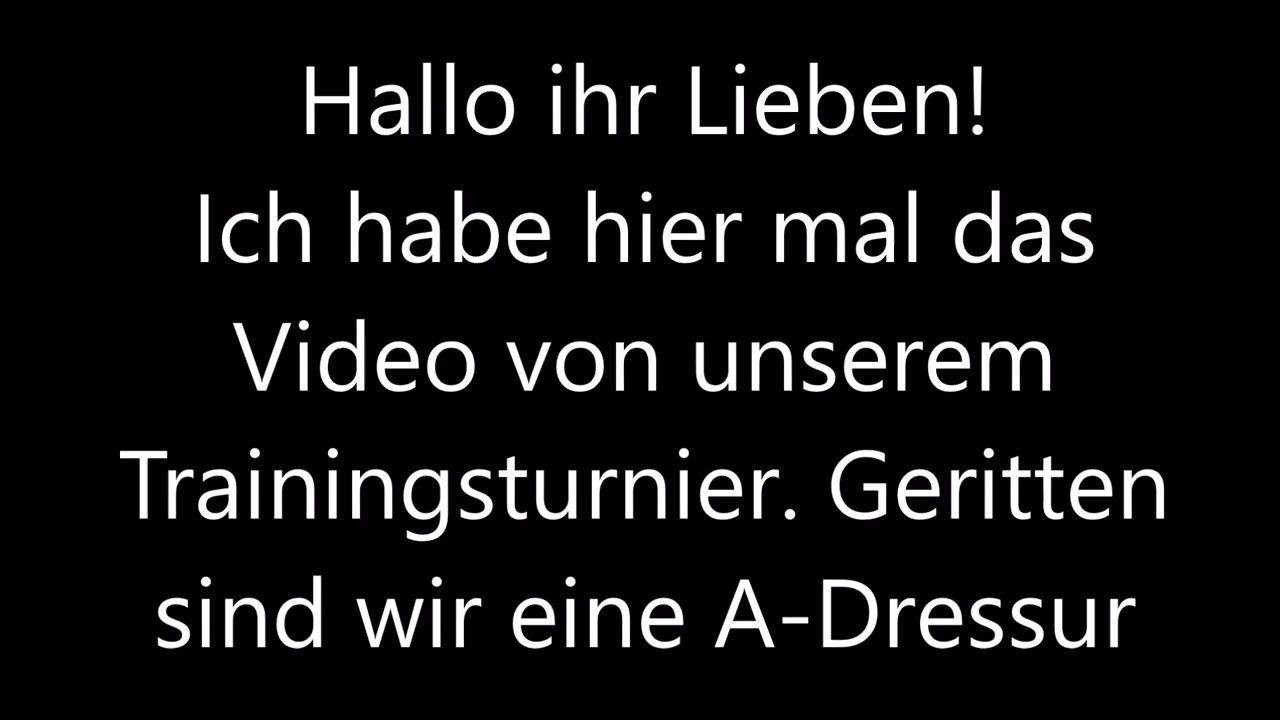 Hallo ihr Lieben!
Ich habe hier mal das
Video von unserem
Trainingsturnier. Geritten
sind wir eine A-Dressur